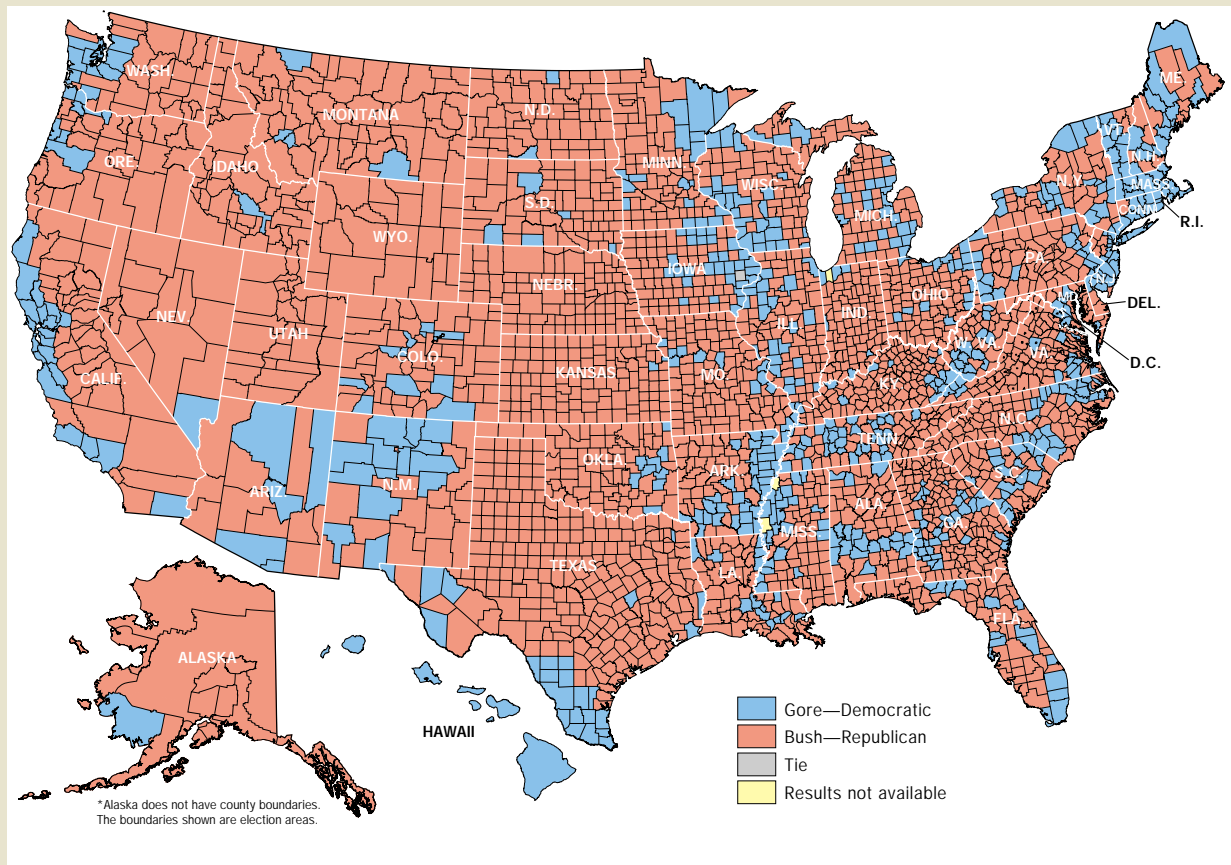 WASH.
MONTANA
N.D.
MINN.
ME.
VT.
N.H.
ORE.
IDAHO
S.D.
WISC.
MICH.
N.Y.
MASS.
CONN.
R.I.
WYO.
IOWA
PA.
N.J.
NEV.
UTAH
COLO.
NEBR.
ILL.
IND.
OHIO
MD.
DEL.
W. VA.
VA.
D.C.
CALIF.
KANSAS
MO.
KY.
ARIZ.
N.M.
OKLA.
ARK.
TENN.
N.C.
S.C.
TEXAS
LA.
MISS.
ALA.
GA.
FLA.
ALASKA
HAWAII
Gore—Democratic
Bush—Republican
Tie
Results not available
*Alaska does not have county boundaries.
The boundaries shown are election areas.